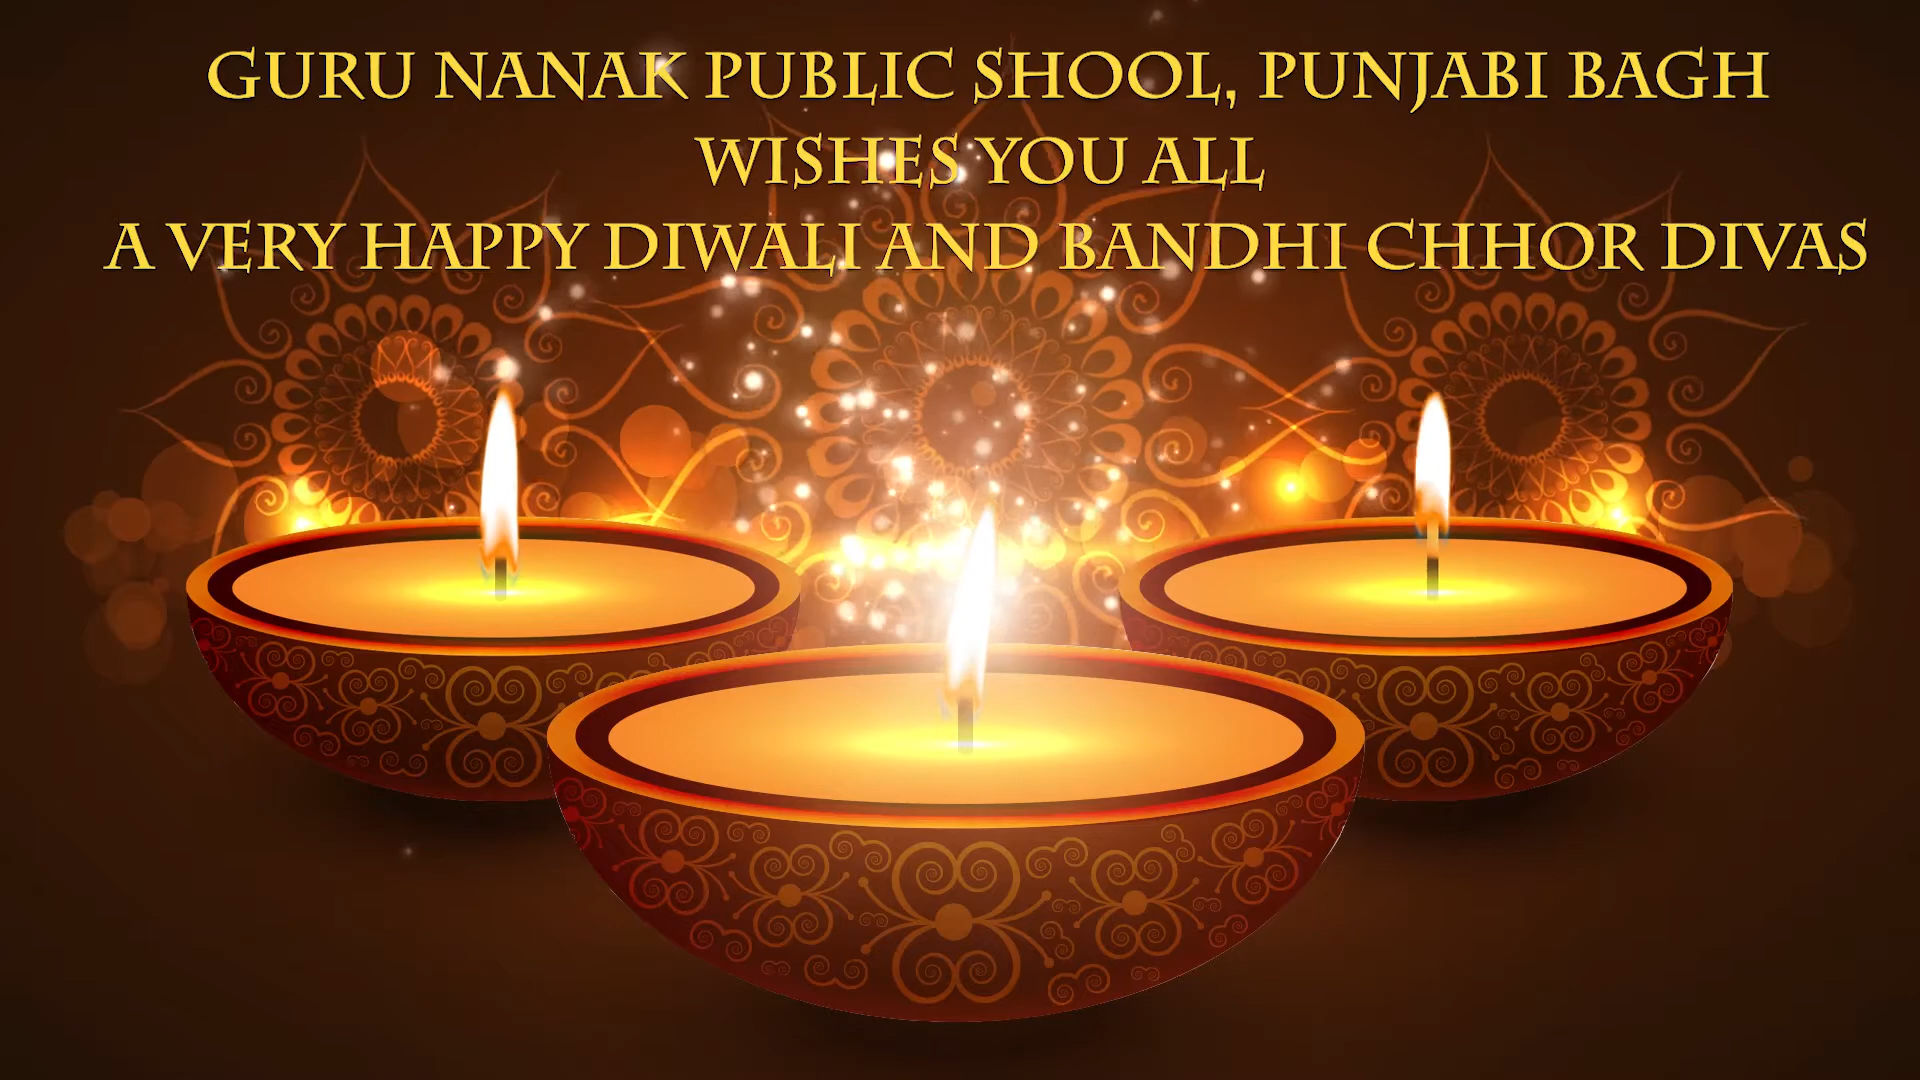 GURU NANAK PUBLIC SHOOL, PUNJABI BAGH
WISHES YOU ALL
A VERY HAPPY DIWALI AND BANDHI CHHOR DIVAS